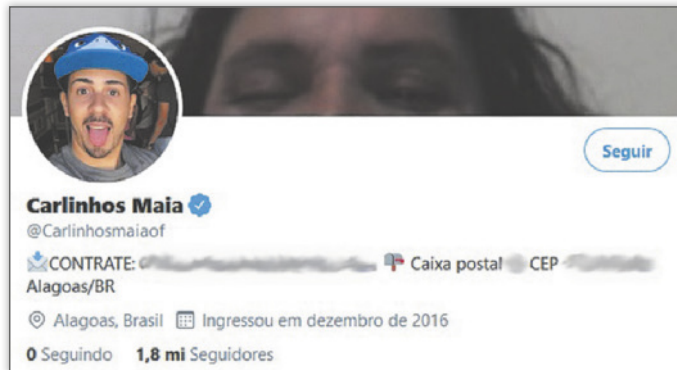 Seguir
Carlinhos Maia
@Carlinhosmaiaof
CONTRATE: Caixa postal CEP
Alagoas/BR
Alagoas, Brasil Ingressou em dezembro de 2016
0 Seguindo 1,8 mi Seguidores